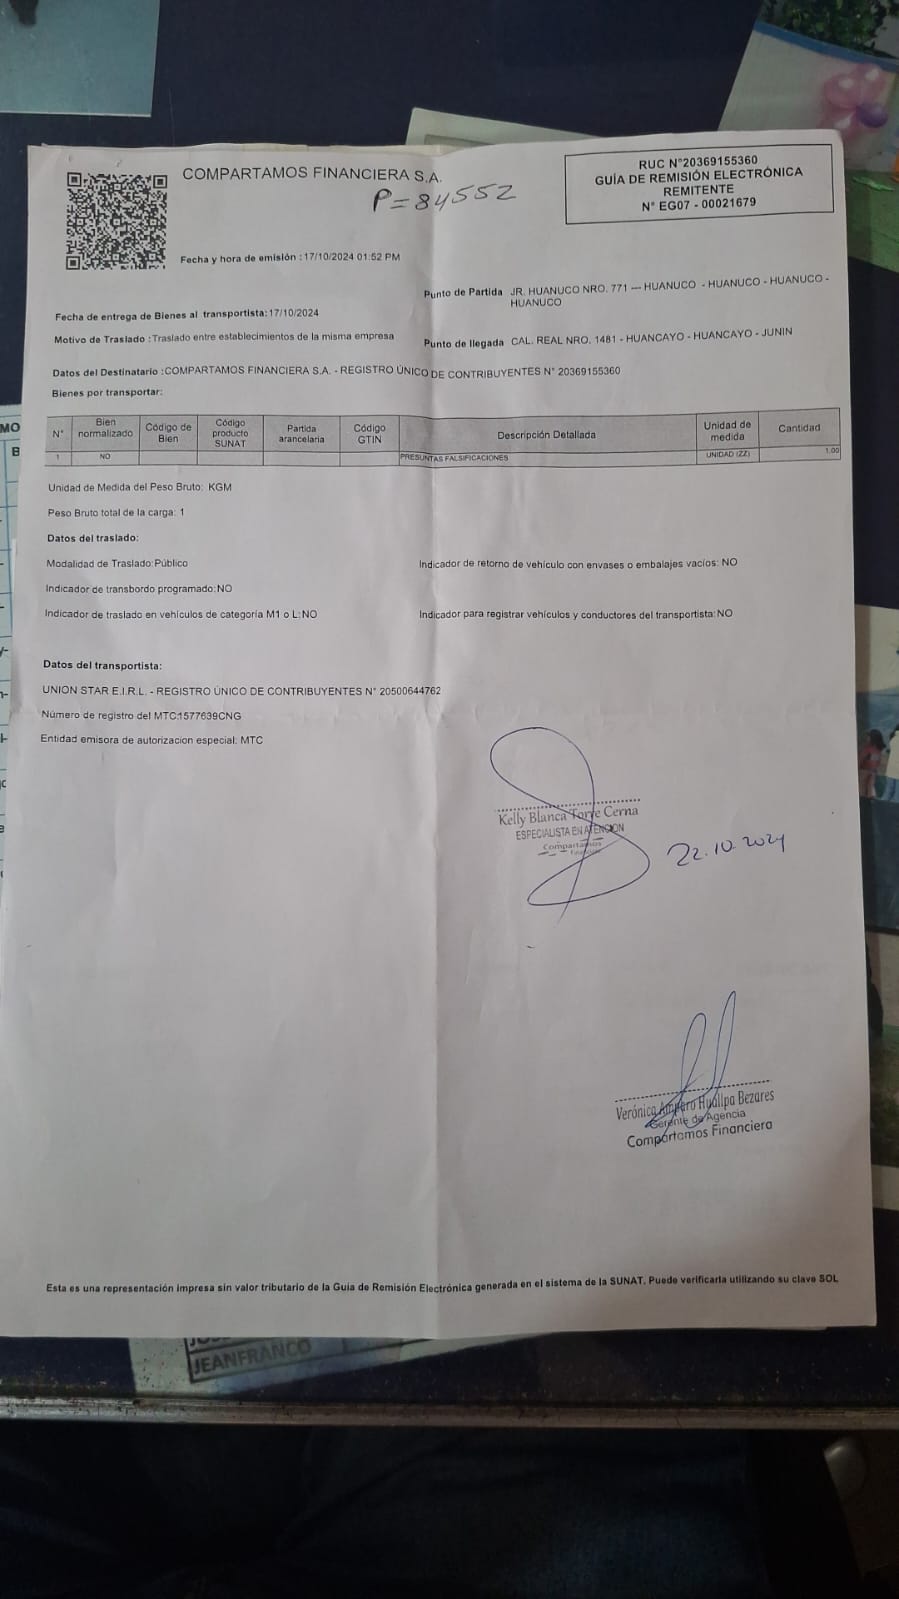 COMPARTAMOS FINANCIERA S.A.
P=84552
RUC N°20369155360
GUÍA DE REMISIÓN ELECTRÓNICA
REMITENTE
N° EG07 - 00021679
Fecha y hora de emisión : 17/10/2024 01:52 PM
Punto de Partida JR. HUANUCO NRO. 771 --- HUANUCO - HUANUCO - HUANUCO -
HUANUCO
Fecha de entrega de Bienes al transportista:17/10/2024
Motivo de Traslado :Traslado entre establecimientos de la misma empresa
Punto de llegada CAL. REAL NRO. 1481 - HUANCAYO - HUANCAYO - JUNIN
Datos del Destinatario :COMPARTAMOS FINANCIERA S.A. - REGISTRO ÚNICO DE CONTRIBUYENTES N° 20369155360
Bienes por transportar:
N° Bien normalizado Código de Bien Código producto SUNAT Partida arancelaria Código GTIN Descripción Detallada Unidad de medida Cantidad
1 NO PRESUNTAS FALSIFICACIONES UNIDAD (ZZ) 1.00
Unidad de Medida del Peso Bruto: KGM
Peso Bruto total de la carga: 1
Datos del traslado:
Modalidad de Traslado:Público
Indicador de retorno de vehículo con envases o embalajes vacíos: NO
Indicador de transbordo programado:NO
Indicador de traslado en vehículos de categoría M1 o L:NO
Indicador para registrar vehículos y conductores del transportista:NO
Datos del transportista:
UNION STAR E.I.R.L. - REGISTRO ÚNICO DE CONTRIBUYENTES N° 20500644762
Número de registro del MTC:1577639CNG
Entidad emisora de autorizacion especial: MTC
Kelly Blanca Torre Cerna
ESPECIALISTA EN ATENCION
Compartamos
22.10.2024
Verónica Amparo Huallpa Bezares
Gerente de Agencia
Compartamos Financiera
Esta es una representación impresa sin valor tributario de la Guía de Remisión Electrónica generada en el sistema de la SUNAT. Puede verificarla utilizando su clave SOL
JEANFRANCO